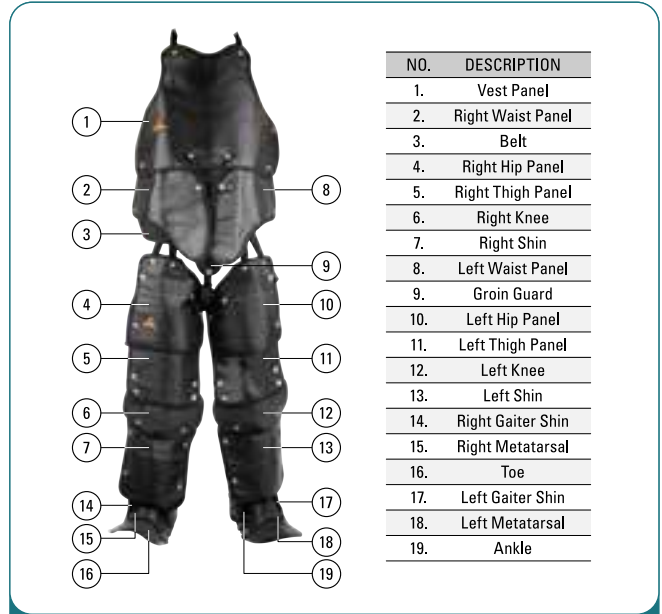 NO. DESCRIPTION
1. Vest Panel
2. Right Waist Panel
3. Belt
4. Right Hip Panel
5. Right Thigh Panel
6. Right Knee
7. Right Shin
8. Left Waist Panel
9. Groin Guard
10. Left Hip Panel
11. Left Thigh Panel
12. Left Knee
13. Left Shin
14. Right Gaiter Shin
15. Right Metatarsal
16. Toe
17. Left Gaiter Shin
18. Left Metatarsal
19. Ankle
1
2
8
3
9
4
10
5
11
6
12
7
13
14
17
15
18
16
19